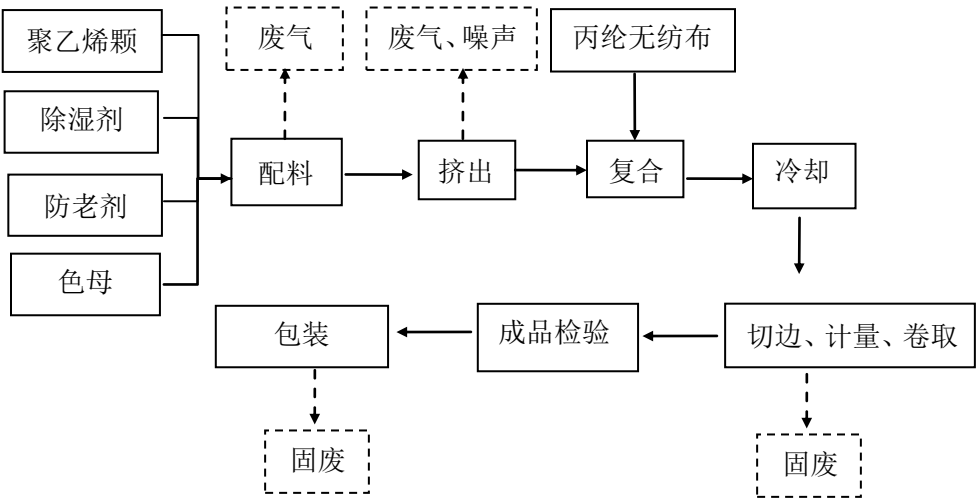 聚乙烯颗
废气
废气、噪声
丙纶无纺布
除湿剂
配料
挤出
复合
冷却
防老剂
色母
包装
成品检验
切边、计量、卷取
固废
固废